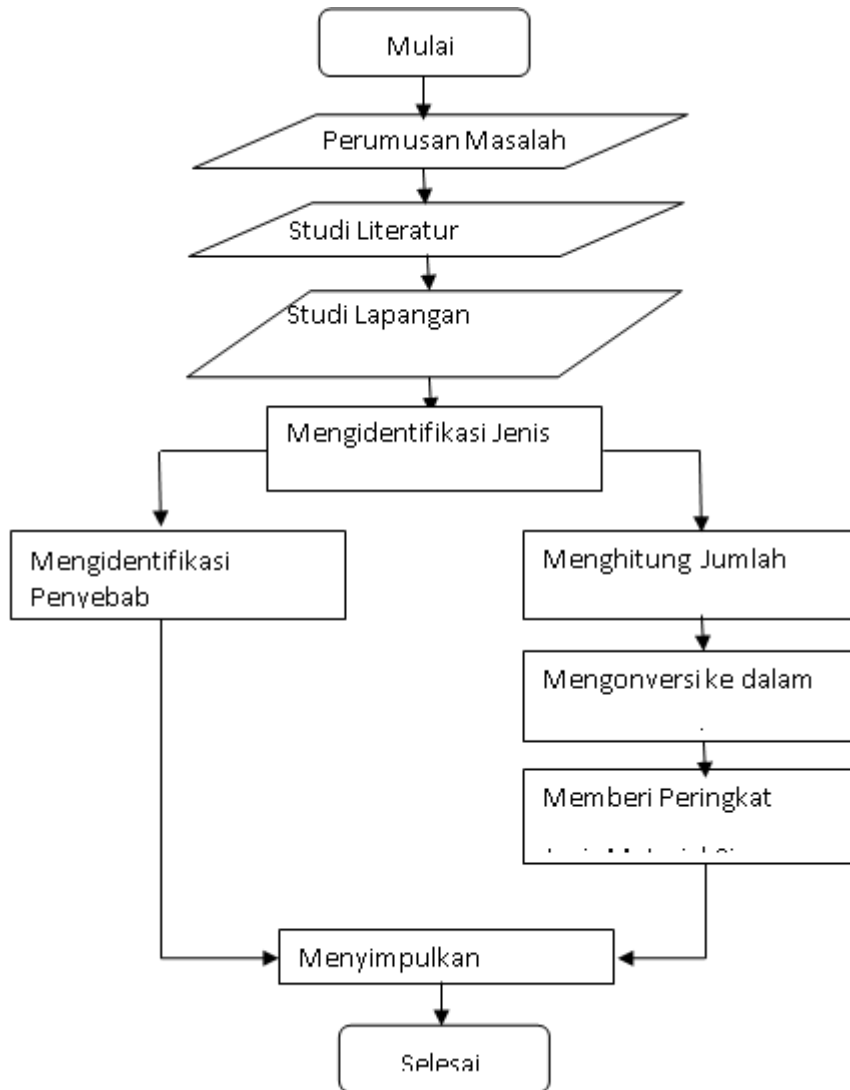 Mulai
Perumusan Masalah
Studi Literatur
Studi Lapangan
Mengidentifikasi Jenis
Mengidentifikasi
Penyebab
Menghitung Jumlah
Mengonversi ke dalam
Memberi Peringkat
Menyimpulkan
Selesai